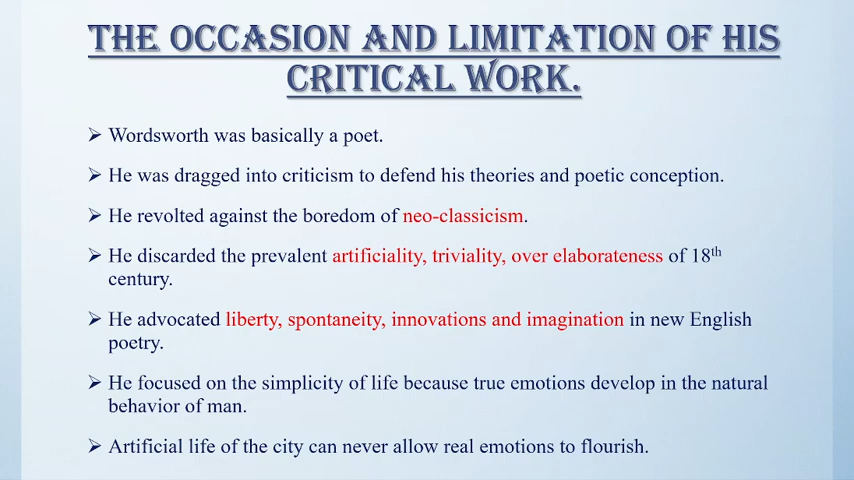 THE OCCASION AND LIMITATION OF HIS
CRITICAL WORK.
➢ Wordsworth was basically a poet.
➢ He was dragged into criticism to defend his theories and poetic conception.
➢ He revolted against the boredom of neo-classicism.
➢ He discarded the prevalent artificiality, triviality, over elaborateness of 18th
century.
➢ He advocated liberty, spontaneity, innovations and imagination in new English
poetry.
➢ He focused on the simplicity of life because true emotions develop in the natural
behavior of man.
➢ Artificial life of the city can never allow real emotions to flourish.